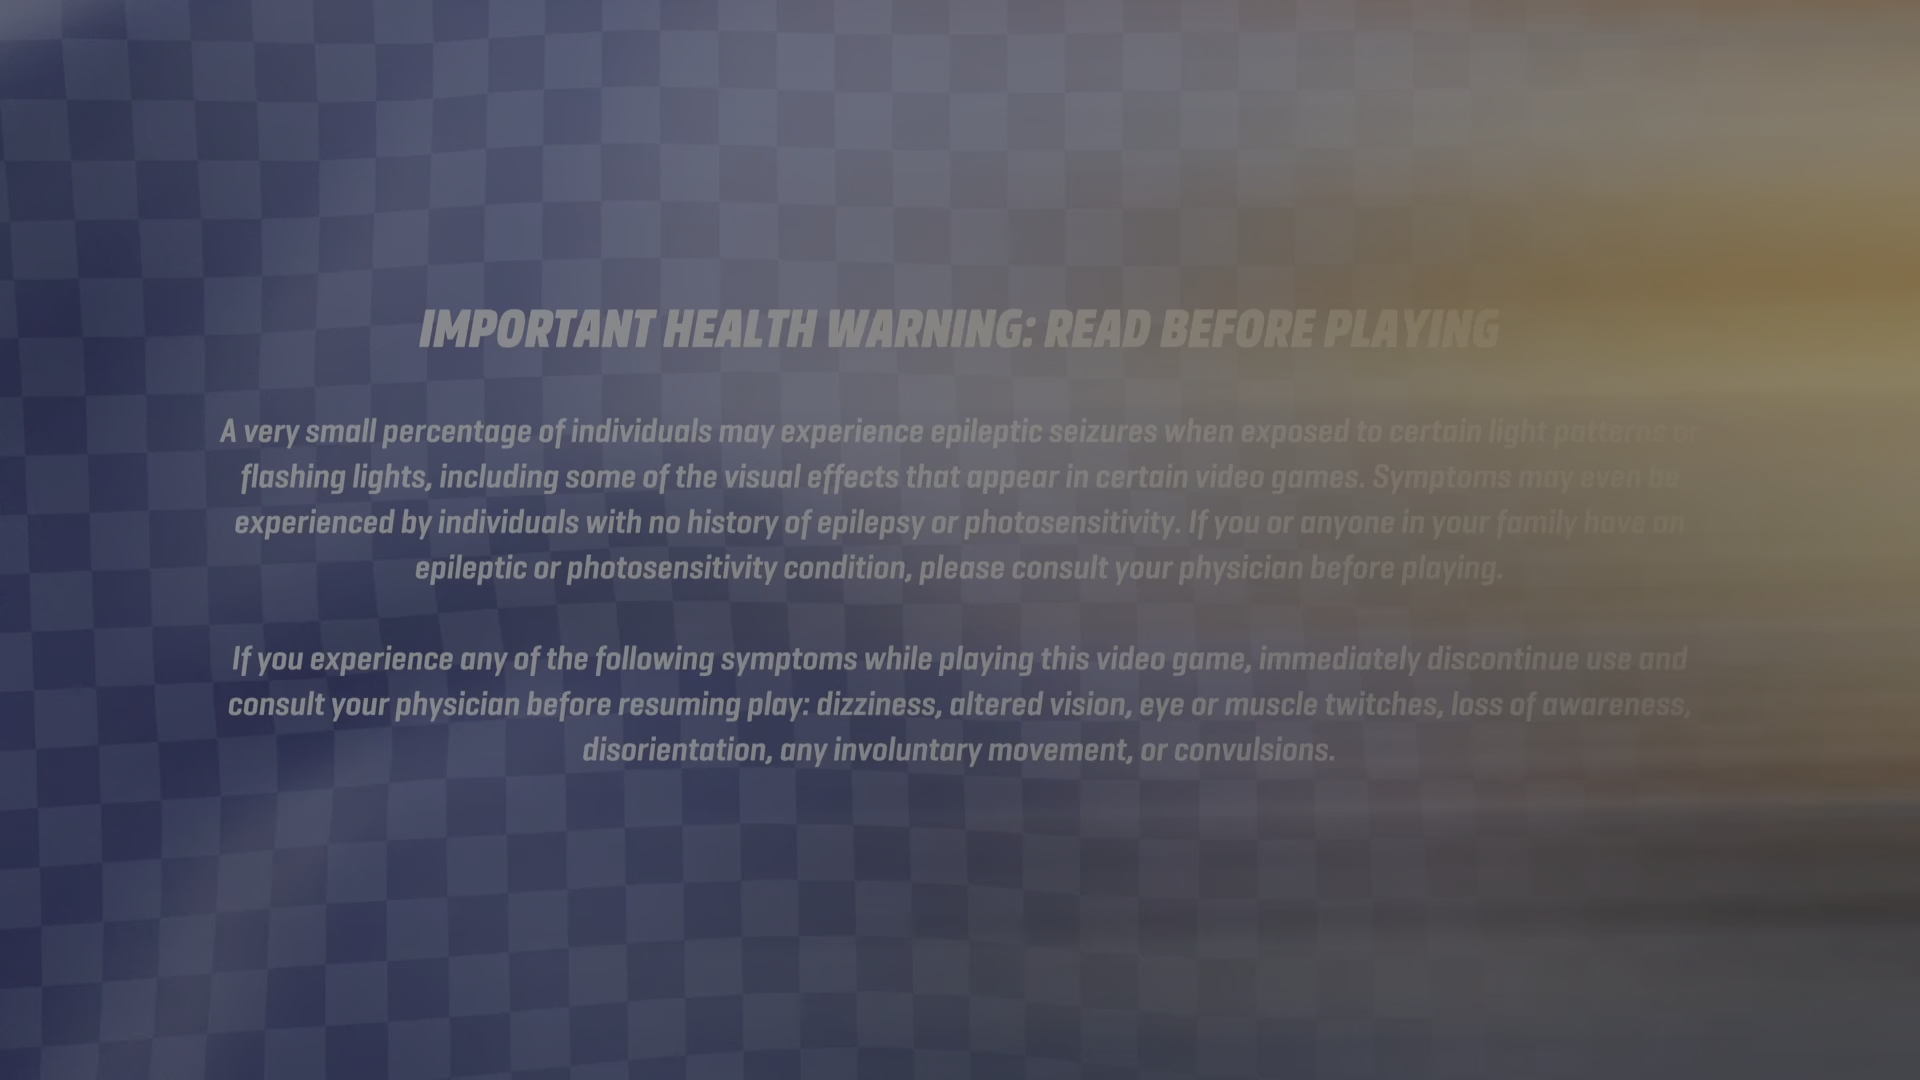 IMPORTANT HEALTH WARNING: READ BEFORE PLAYING
A very small percentage of individuals may experience epileptic seizures when exposed to certain light patterns or
flashing lights, including some of the visual effects that appear in certain video games. Symptoms may even be
experienced by individuals with no history of epilepsy or photosensitivity. If you or anyone in your family have an
epileptic or photosensitivity condition, please consult your physician before playing.
If you experience any of the following symptoms while playing this video game, immediately discontinue use and
consult your physician before resuming play: dizziness, altered vision, eye or muscle twitches, loss of awareness,
disorientation, any involuntary movement, or convulsions.